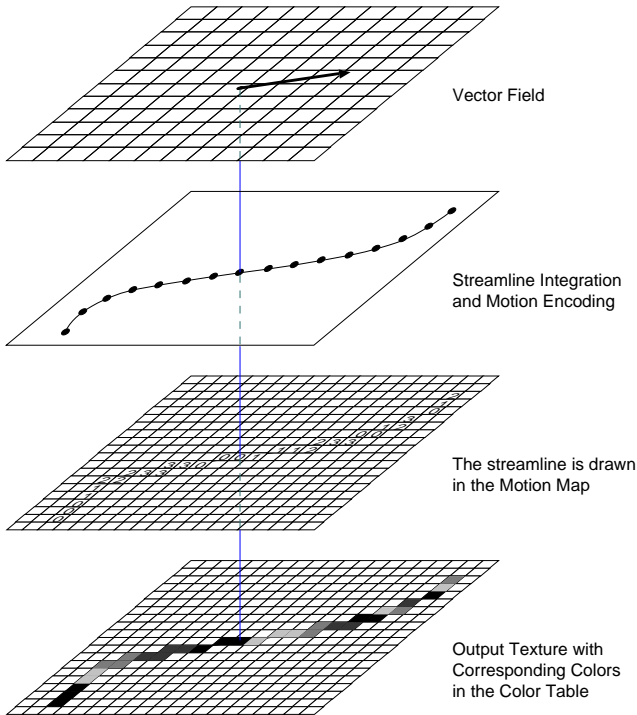 Vector Field
Streamline Integration
and Motion Encoding
The streamline is drawn
in the Motion Map
Output Texture with
Corresponding Colors
in the Color Table